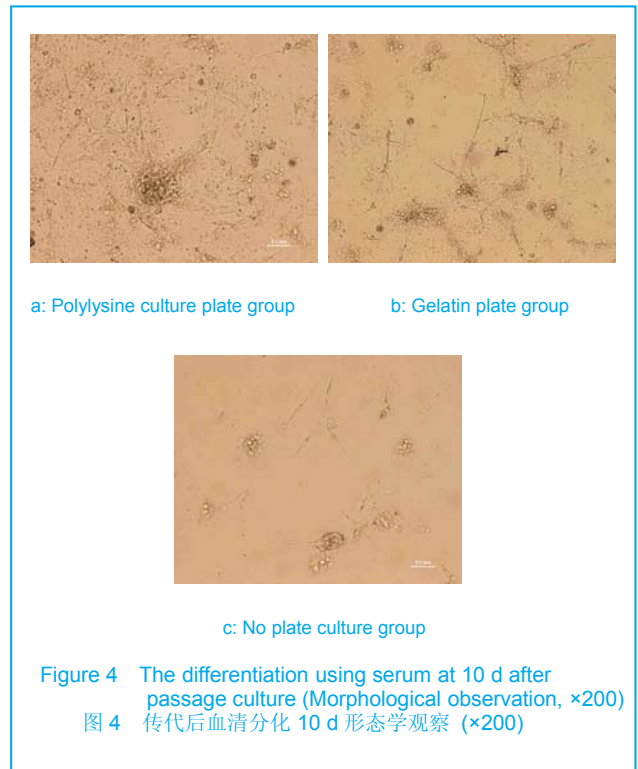 a: Polylysine culture plate group
b: Gelatin plate group
c: No plate culture group
Figure 4 The differentiation using serum at 10 d after
passage culture (Morphological observation, ×200)
图 4 传代后血清分化 10 d 形态学观察 (×200)